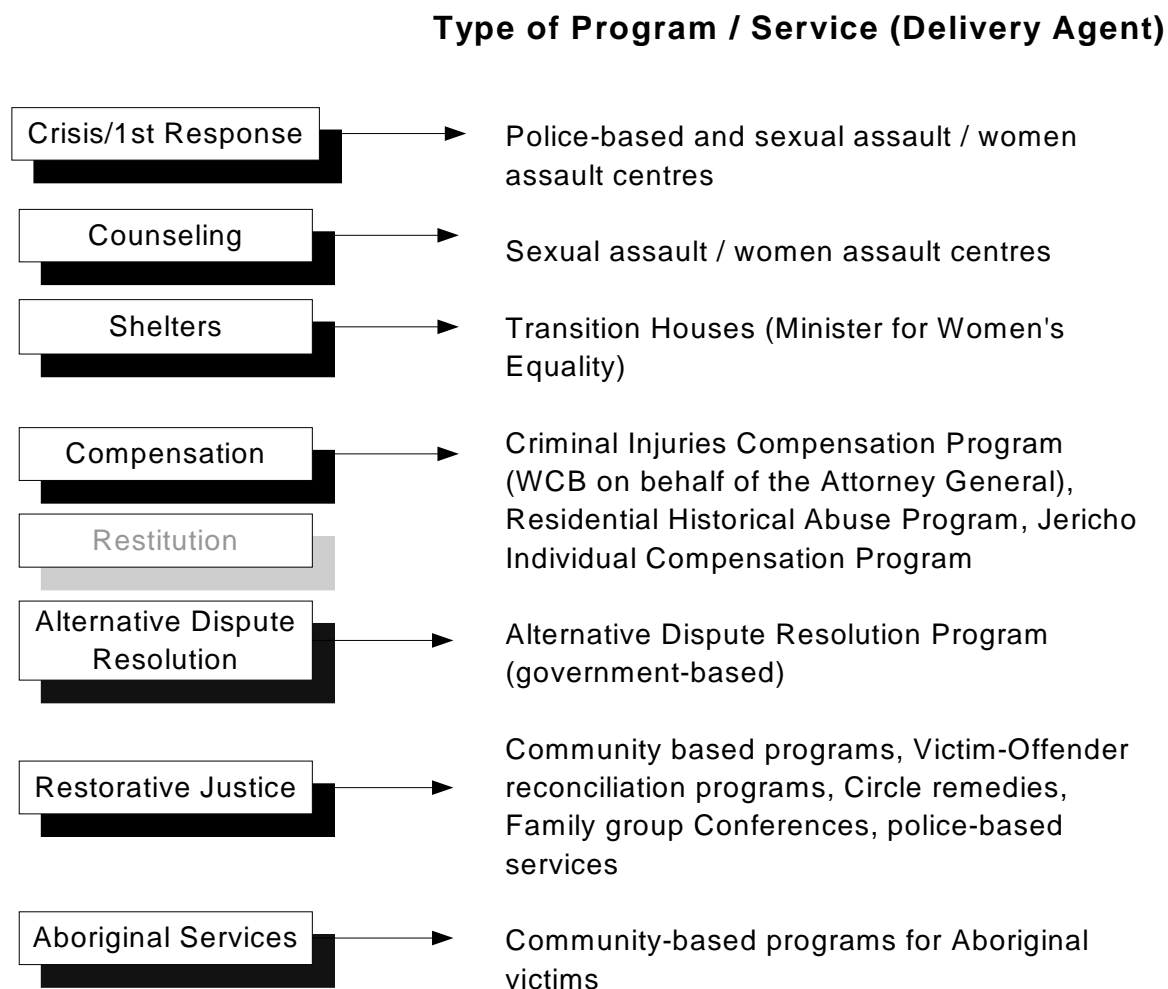 Type of Program / Service (Delivery Agent)
Crisis/1st Response
Police-based and sexual assault / women
assault centres
Counseling
Sexual assault / women assault centres
Shelters
Transition Houses (Minister for Women's
Equality)
Compensation
Criminal Injuries Compensation Program
(WCB on behalf of the Attorney General),
Residential Historical Abuse Program, Jericho
Individual Compensation Program
Restitution
Alternative Dispute
Resolution
Alternative Dispute Resolution Program
(government-based)
Restorative Justice
Community based programs, Victim-Offender
reconciliation programs, Circle remedies,
Family group Conferences, police-based
services
Aboriginal Services
Community-based programs for Aboriginal
victims